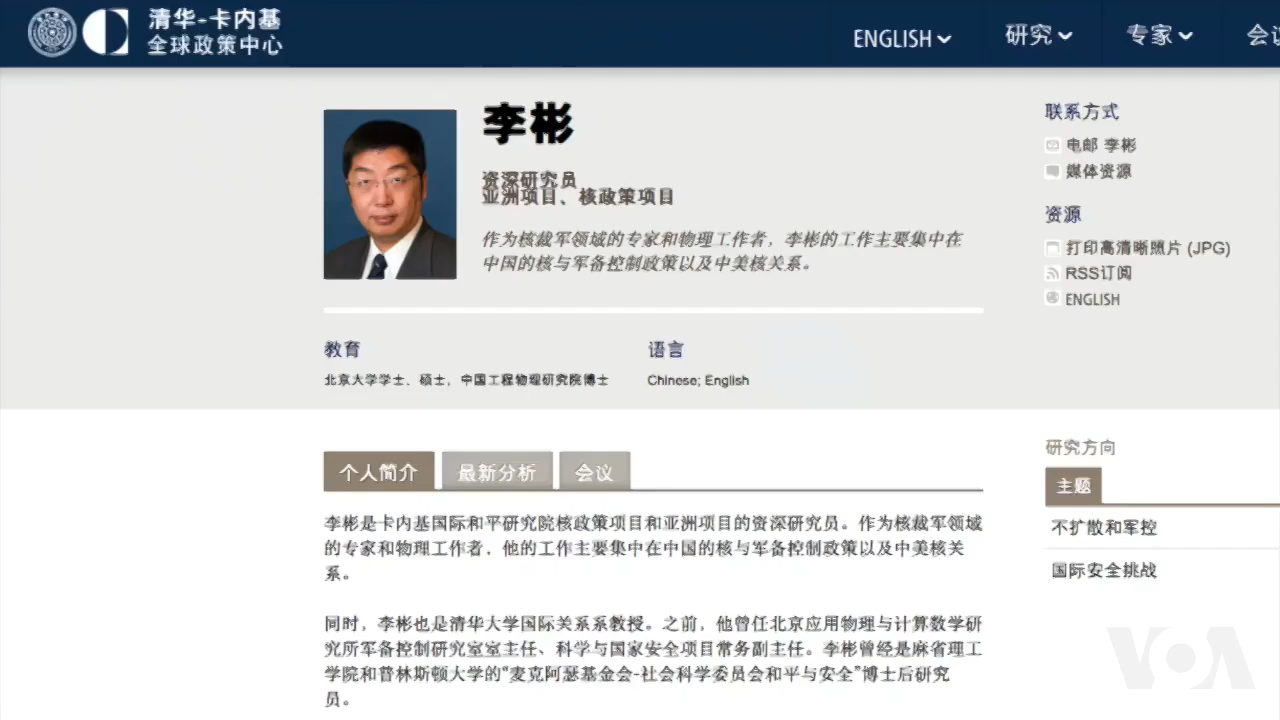 清华-卡内基
全球政策中心
ENGLISH
研究
专家
会议
李彬
资深研究员
亚洲项目、核政策项目
作为核裁军领域的专家和物理工作者，李彬的工作主要集中在
中国的核与军备控制政策以及中美核关系。
教育
北京大学学士、硕士，中国工程物理研究院博士
语言
Chinese; English
联系方式
电邮 李彬
媒体资源
资源
打印高清晰照片 (JPG)
RSS订阅
ENGLISH
个人简介
最新分析
会议
李彬是卡内基国际和平研究院核政策项目和亚洲项目的资深研究员。作为核裁军领域
的专家和物理工作者，他的工作主要集中在中国的核与军备控制政策以及中美核关
系。
同时，李彬也是清华大学国际关系系教授。之前，他曾任北京应用物理与计算数学研
究所军备控制研究室室主任、科学与国家安全项目常务副主任。李彬曾经是麻省理工
学院和普林斯顿大学的“麦克阿瑟基金会-社会科学委员会和平与安全”博士后研究
员。
研究方向
主题
不扩散和军控
国际安全挑战
VOA